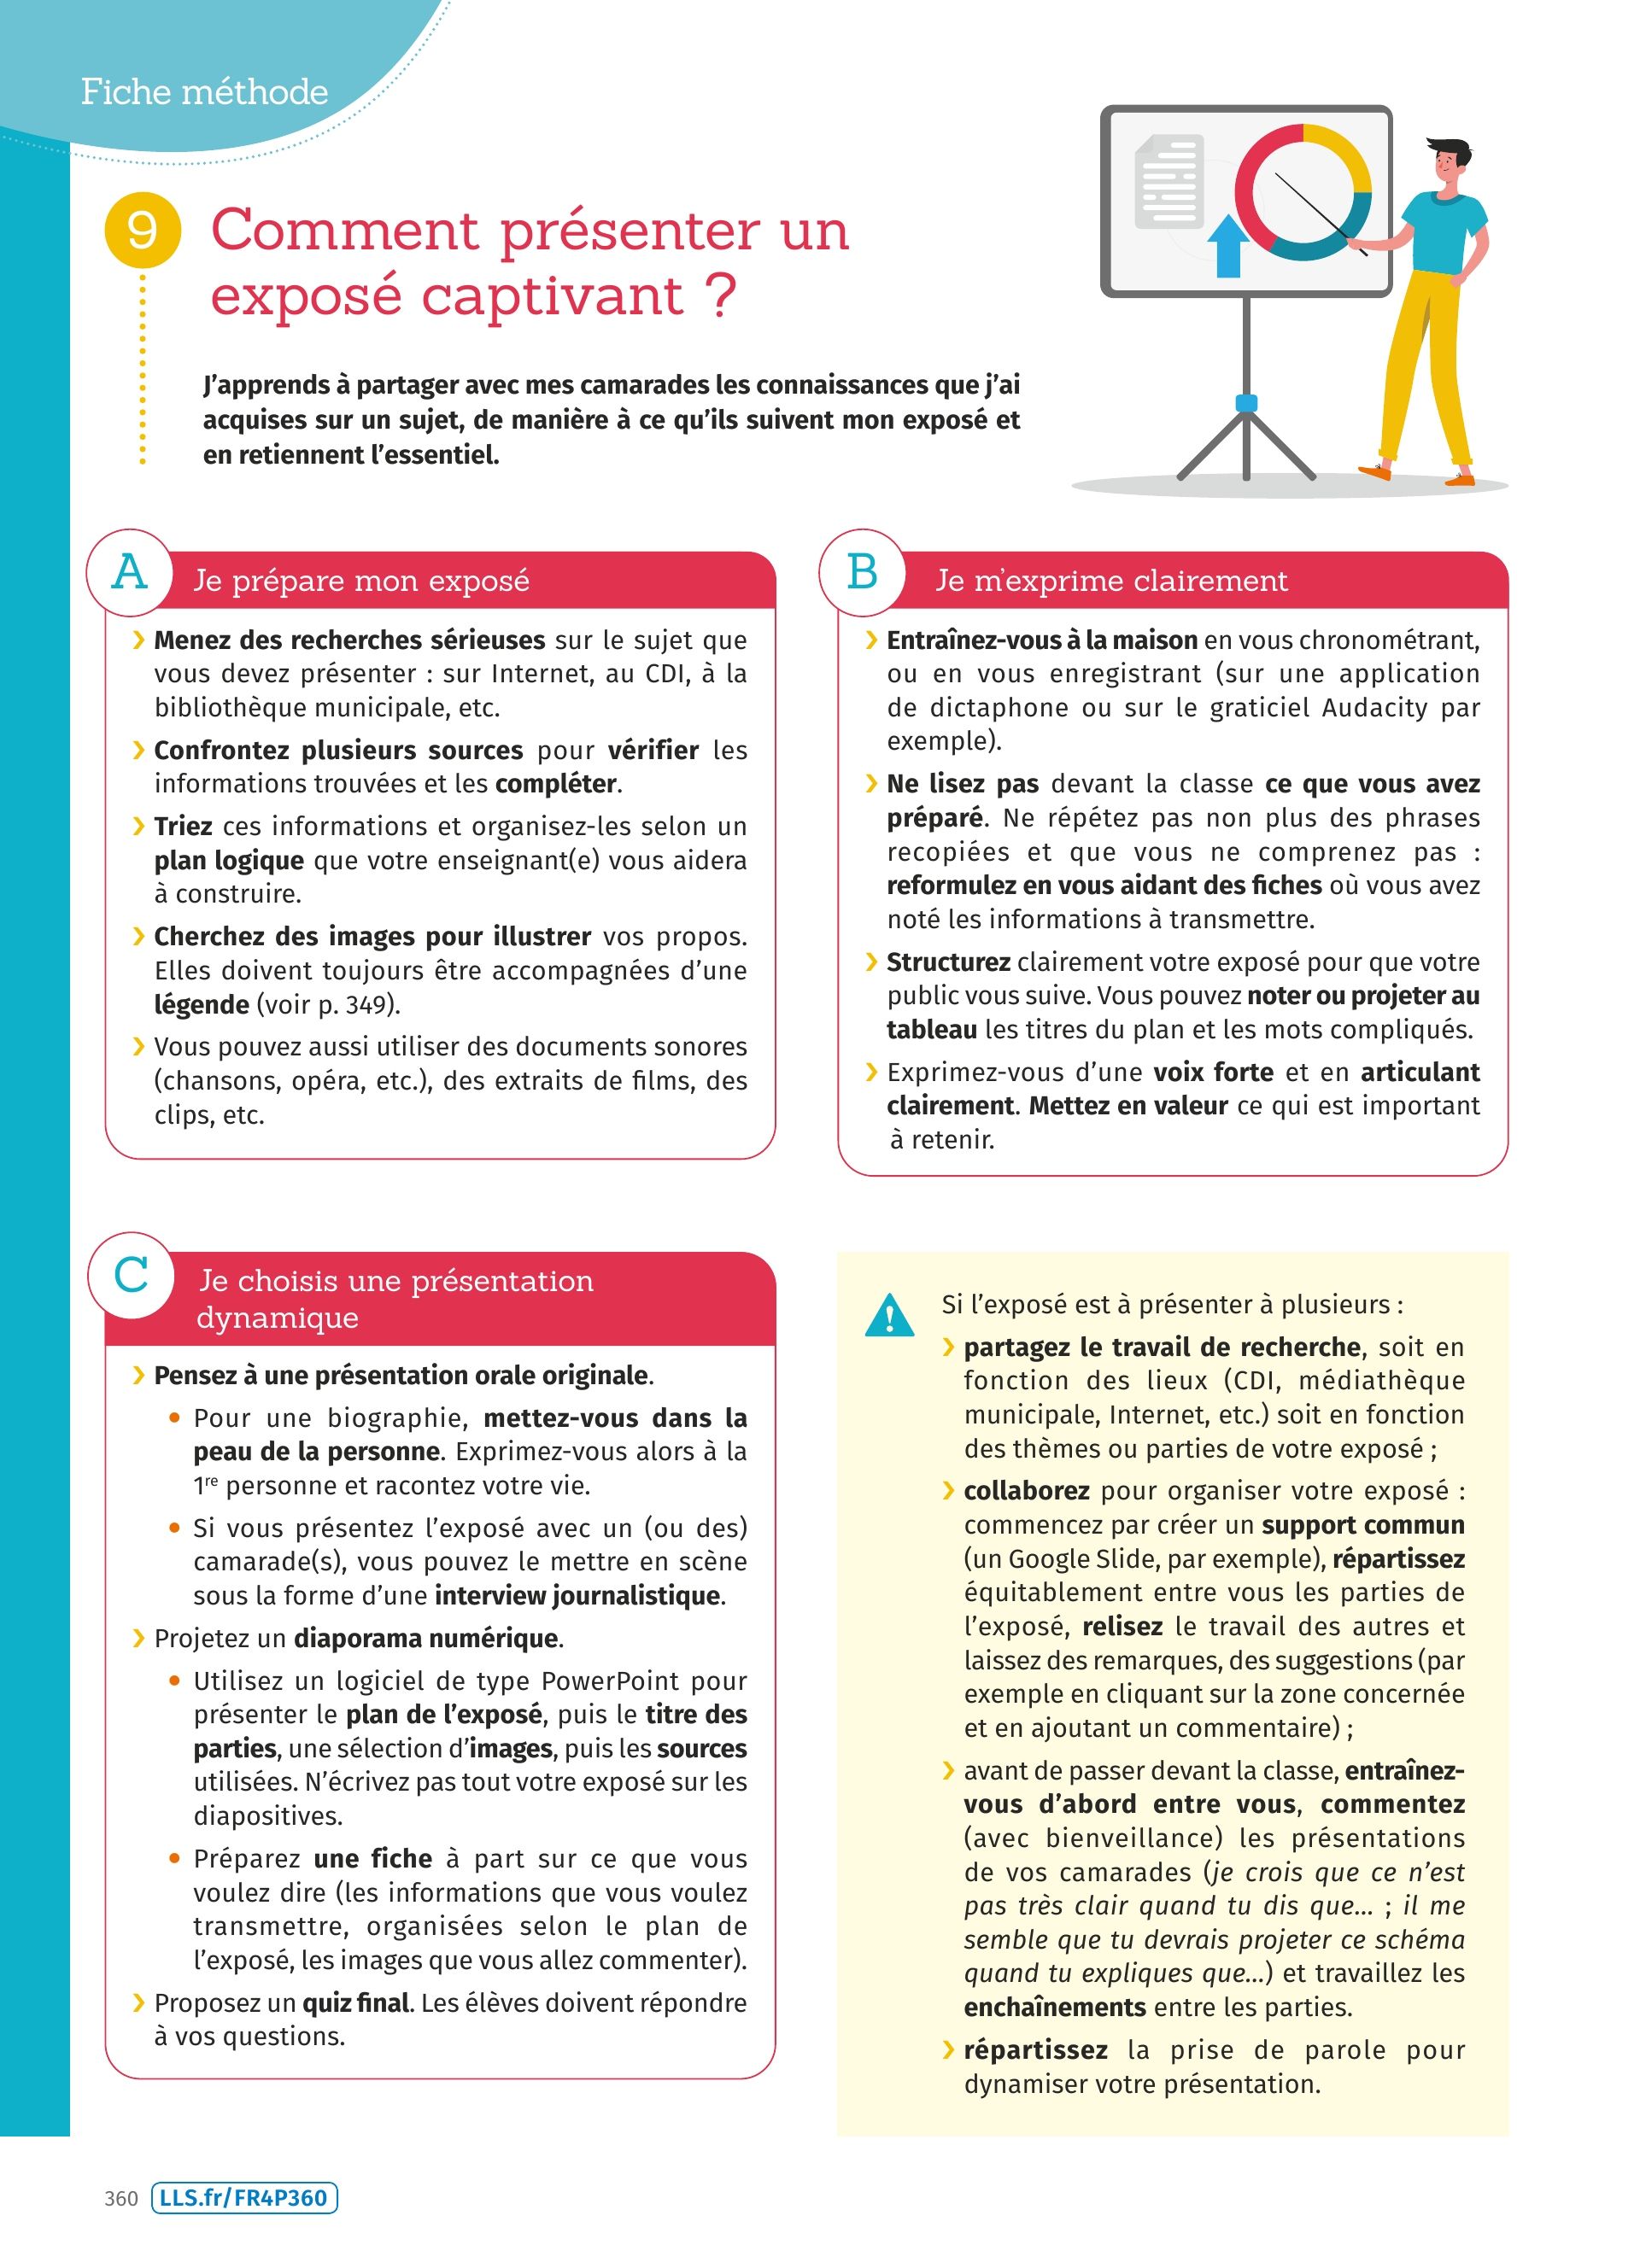 Fiche méthode
9
Comment présenter un
exposé captivant ?
J'apprends à partager avec mes camarades les connaissances que j'ai
acquises sur un sujet, de manière à ce qu'ils suivent mon exposé et
en retiennent l'essentiel.
A
Je prépare mon exposé
› Menez des recherches sérieuses sur le sujet que
vous devez présenter : sur Internet, au CDI, à la
bibliothèque municipale, etc.
› Confrontez plusieurs sources pour vérifier les
informations trouvées et les compléter.
› Triez ces informations et organisez-les selon un
plan logique que votre enseignant(e) vous aidera
à construire.
› Cherchez des images pour illustrer vos propos.
Elles doivent toujours être accompagnées d'une
légende (voir p. 349).
› Vous pouvez aussi utiliser des documents sonores
(chansons, opéra, etc.), des extraits de films, des
clips, etc.
B
Je m'exprime clairement
› Entraînez-vous à la maison en vous chronométrant,
ou en vous enregistrant (sur une application
de dictaphone ou sur le graticiel Audacity par
exemple).
› Ne lisez pas devant la classe ce que vous avez
préparé. Ne répétez pas non plus des phrases
recopiées et que vous ne comprenez pas :
reformulez en vous aidant des fiches où vous avez
noté les informations à transmettre.
› Structurez clairement votre exposé pour que votre
public vous suive. Vous pouvez noter ou projeter au
tableau les titres du plan et les mots compliqués.
› Exprimez-vous d'une voix forte et en articulant
clairement. Mettez en valeur ce qui est important
à retenir.
C
Je choisis une présentation
dynamique
› Pensez à une présentation orale originale.
• Pour une biographie, mettez-vous dans la
peau de la personne. Exprimez-vous alors à la
1re personne et racontez votre vie.
• Si vous présentez l'exposé avec un (ou des)
camarade(s), vous pouvez le mettre en scène
sous la forme d'une interview journalistique.
› Projetez un diaporama numérique.
• Utilisez un logiciel de type PowerPoint pour
présenter le plan de l'exposé, puis le titre des
parties, une sélection d'images, puis les sources
utilisées. N'écrivez pas tout votre exposé sur les
diapositives.
• Préparez une fiche à part sur ce que vous
voulez dire (les informations que vous voulez
transmettre, organisées selon le plan de
l'exposé, les images que vous allez commenter).
› Proposez un quiz final. Les élèves doivent répondre
à vos questions.
!
Si l'exposé est à présenter à plusieurs :
› partagez le travail de recherche, soit en
fonction des lieux (CDI, médiathèque
municipale, Internet, etc.) soit en fonction
des thèmes ou parties de votre exposé ;
› collaborez pour organiser votre exposé :
commencez par créer un support commun
(un Google Slide, par exemple), répartissez
équitablement entre vous les parties de
l'exposé, relisez le travail des autres et
laissez des remarques, des suggestions (par
exemple en cliquant sur la zone concernée
et en ajoutant un commentaire) ;
› avant de passer devant la classe, entraînez-
vous d'abord entre vous, commentez
(avec bienveillance) les présentations
de vos camarades (je crois que ce n'est
pas très clair quand tu dis que... ; il me
semble que tu devrais projeter ce schéma
quand tu expliques que...) et travaillez les
enchaînements entre les parties.
› répartissez la prise de parole pour
dynamiser votre présentation.
360 LLS.fr/FR4P360